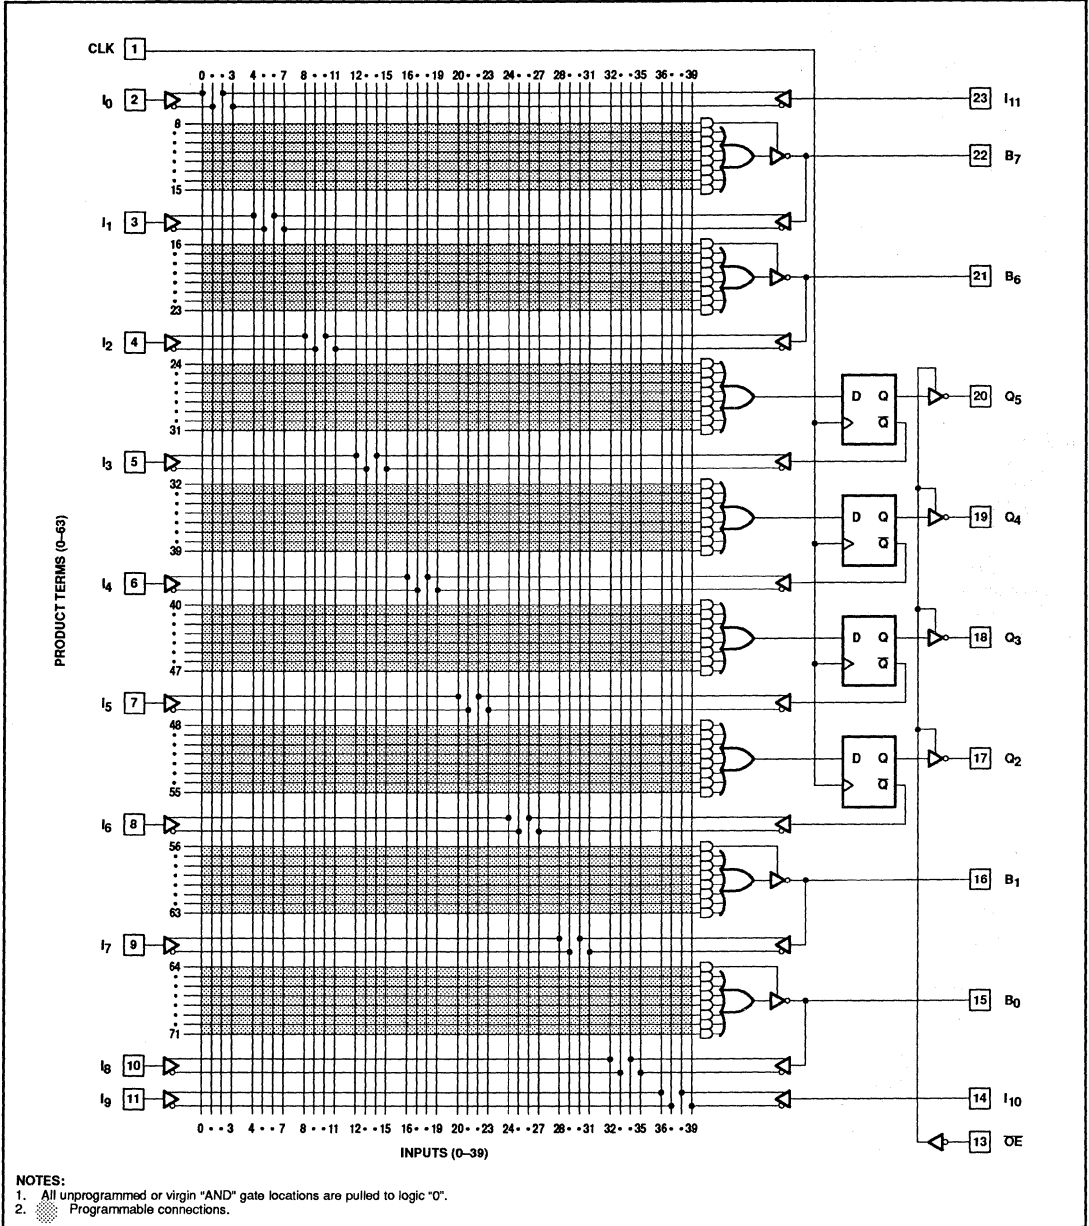 CLK 1
0 • • 3 4 • • 7 8 • • 11 12 • • 15 16 • • 19 20 • • 23 24 • • 27 28 • • 31 32 • • 35 36 • • 39
I0 2 23 I11
8
22 B7
15
I1 3
16
21 B6
23
I2 4
24
D Q 20 Q5
Q̅
31
I3 5
32
D Q 19 Q4
Q̅
39
PRODUCT TERMS (0–63)
I4 6
40
D Q 18 Q3
Q̅
47
I5 7
48
D Q 17 Q2
Q̅
55
I6 8
56
16 B1
63
I7 9
64
15 B0
71
I8 10
I9 11 14 I10
0 • • 3 4 • • 7 8 • • 11 12 • • 15 16 • • 19 20 • • 23 24 • • 27 28 • • 31 32 • • 35 36 • • 39
13 O̅E̅
INPUTS (0–39)
NOTES:
1. All unprogrammed or virgin "AND" gate locations are pulled to logic "0".
2. Programmable connections.